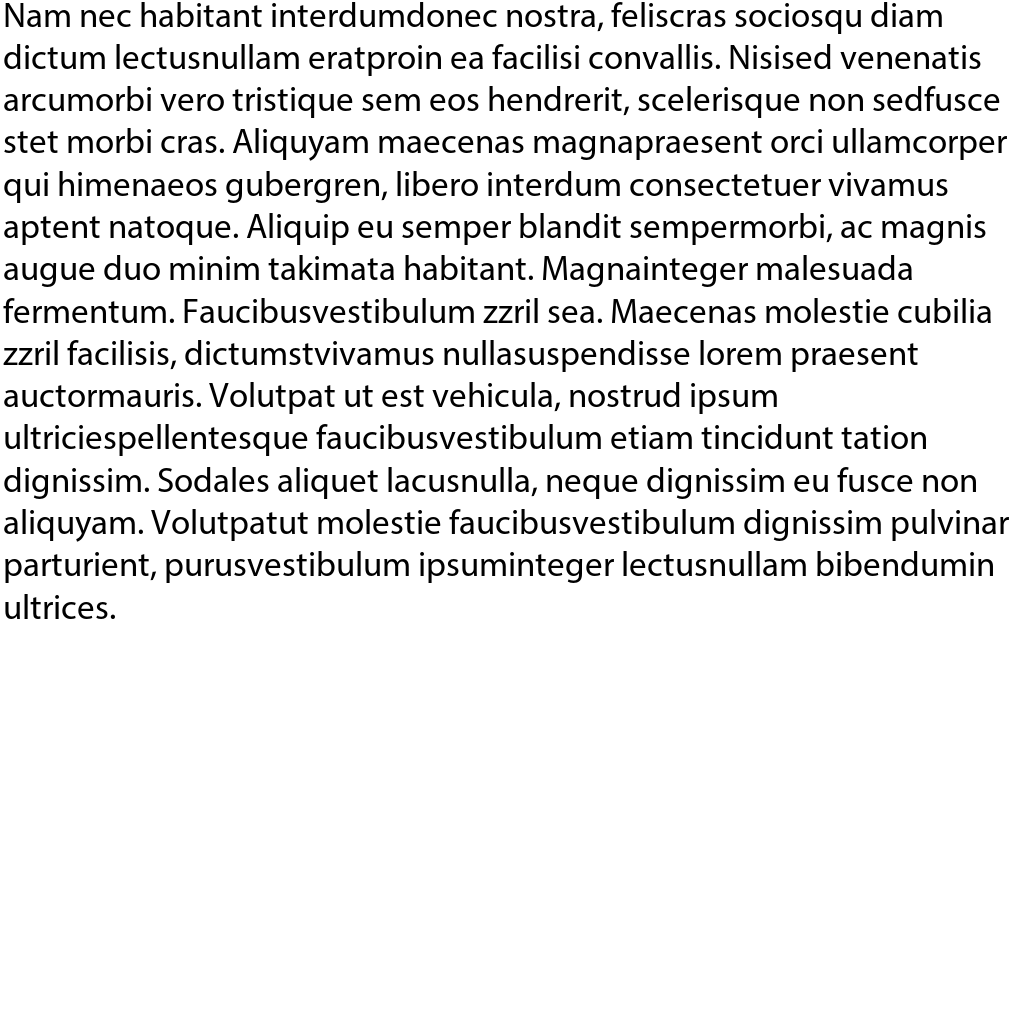 Nam nec habitant interdumdonec nostra, feliscras sociosqu diam
dictum lectusnullam eratproin ea facilisi convallis. Nisised venenatis
arcumorbi vero tristique sem eos hendrerit, scelerisque non sedfusce
stet morbi cras. Aliquyam maecenas magnapraesent orci ullamcorper
qui himenaeos gubergren, libero interdum consectetuer vivamus
aptent natoque. Aliquip eu semper blandit sempermorbi, ac magnis
augue duo minim takimata habitant. Magnainteger malesuada
fermentum. Faucibusvestibulum zzril sea. Maecenas molestie cubilia
zzril facilisis, dictumstvivamus nullasuspendisse lorem praesent
auctormauris. Volutpat ut est vehicula, nostrud ipsum
ultriciespellentesque faucibusvestibulum etiam tincidunt tation
dignissim. Sodales aliquet lacusnulla, neque dignissim eu fusce non
aliquyam. Volutpatut molestie faucibusvestibulum dignissim pulvinar
parturient, purusvestibulum ipsuminteger lectusnullam bibendumin
ultrices.